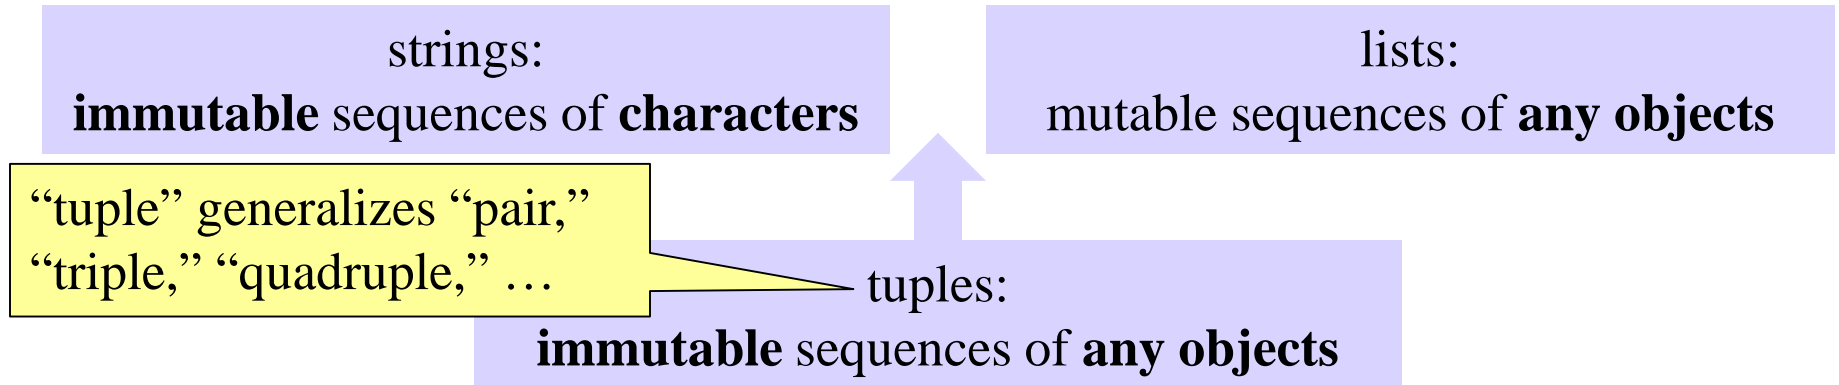 strings:
immutable sequences of characters
lists:
mutable sequences of any objects
“tuple” generalizes “pair,”
“triple,” “quadruple,” …
tuples:
immutable sequences of any objects